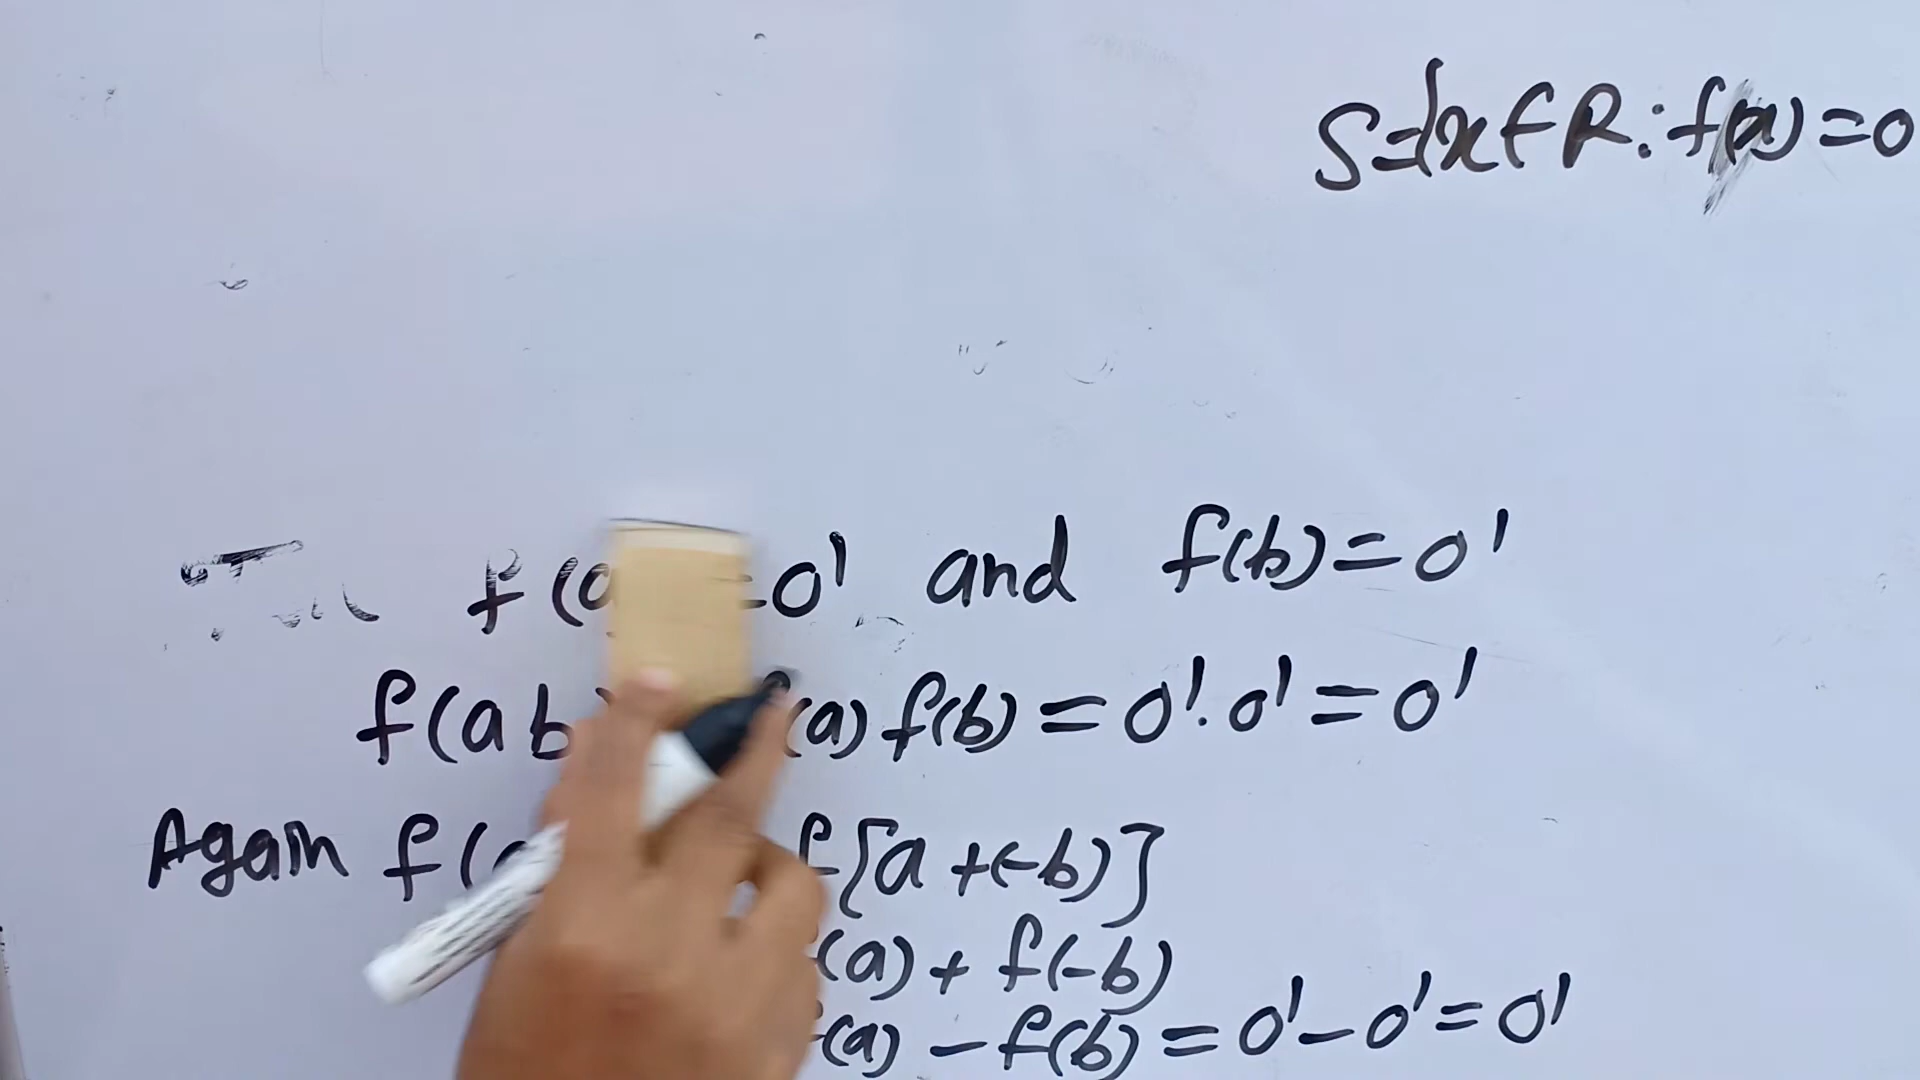 S={x∈R:f(x)=0
f(a =0' and f(b)=0'
f(ab) (a)f(b)=0'.0'=0'
Again f( f[a+(-b)]
(a)+f(-b)
(a)-f(b)=0'-0'=0'